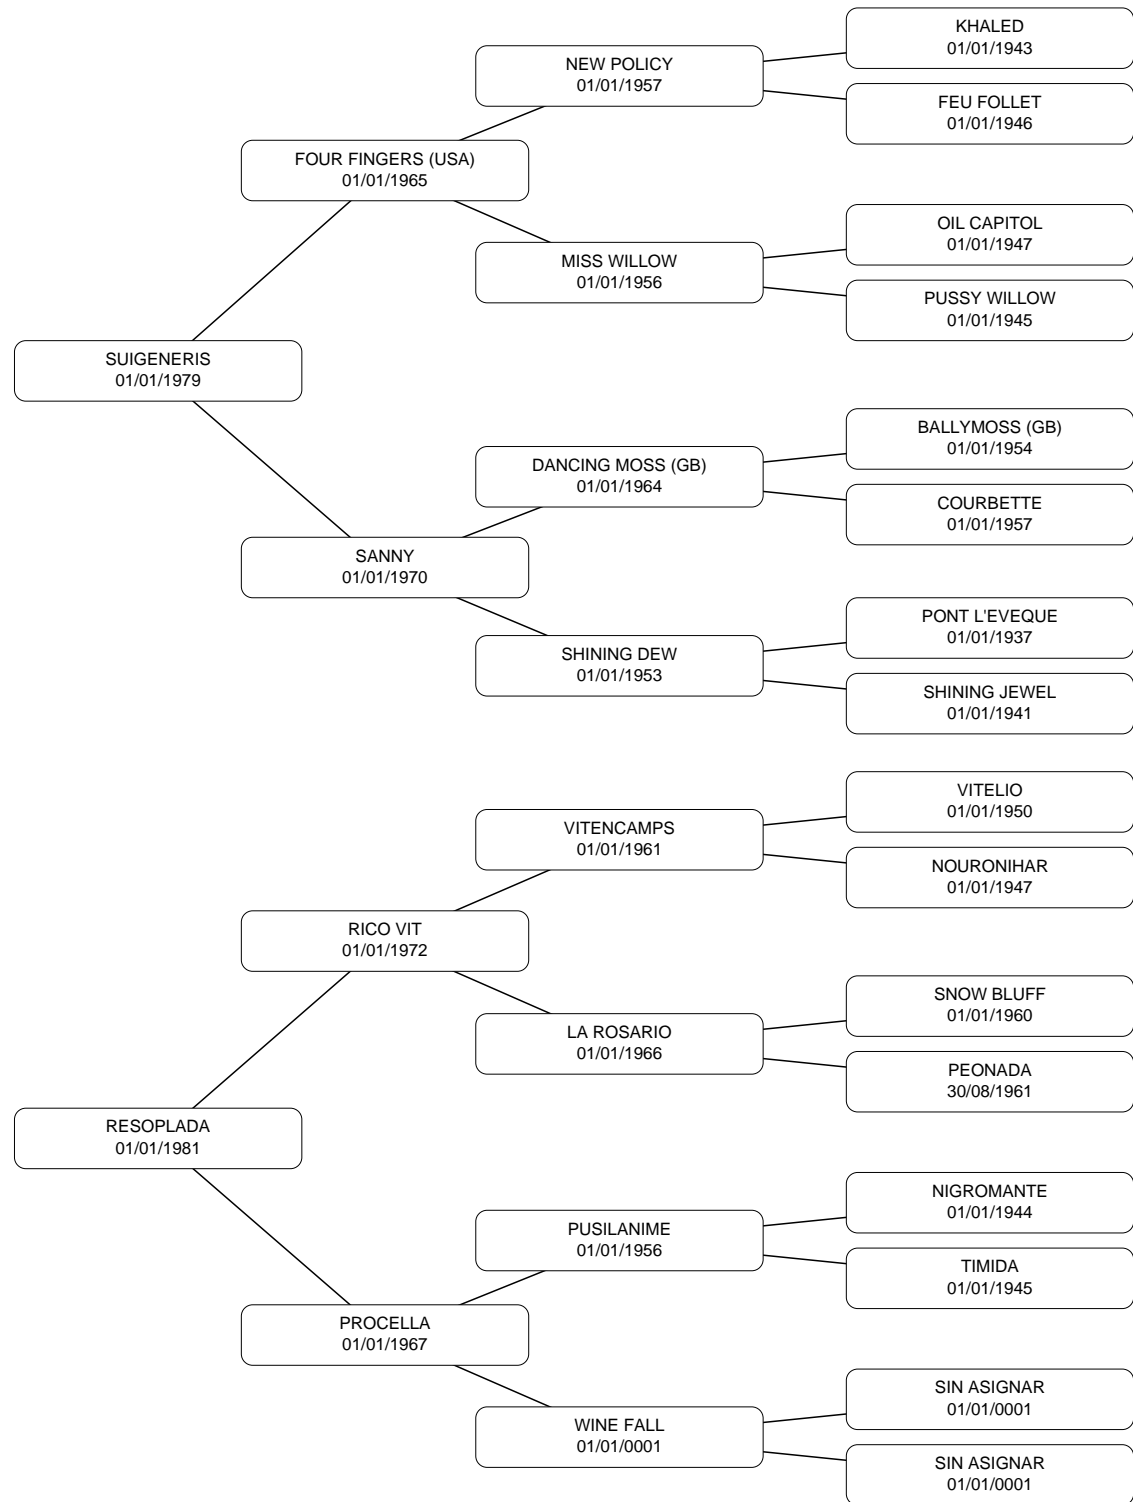 KHALED
01/01/1943
NEW POLICY
01/01/1957
FEU FOLLET
01/01/1946
FOUR FINGERS (USA)
01/01/1965
OIL CAPITOL
01/01/1947
MISS WILLOW
01/01/1956
PUSSY WILLOW
01/01/1945
SUIGENERIS
01/01/1979
BALLYMOSS (GB)
01/01/1954
DANCING MOSS (GB)
01/01/1964
COURBETTE
01/01/1957
SANNY
01/01/1970
PONT L'EVEQUE
01/01/1937
SHINING DEW
01/01/1953
SHINING JEWEL
01/01/1941
VITELIO
01/01/1950
VITENCAMPS
01/01/1961
NOURONIHAR
01/01/1947
RICO VIT
01/01/1972
SNOW BLUFF
01/01/1960
LA ROSARIO
01/01/1966
PEONADA
30/08/1961
RESOPLADA
01/01/1981
NIGROMANTE
01/01/1944
PUSILANIME
01/01/1956
TIMIDA
01/01/1945
PROCELLA
01/01/1967
SIN ASIGNAR
01/01/0001
WINE FALL
01/01/0001
SIN ASIGNAR
01/01/0001